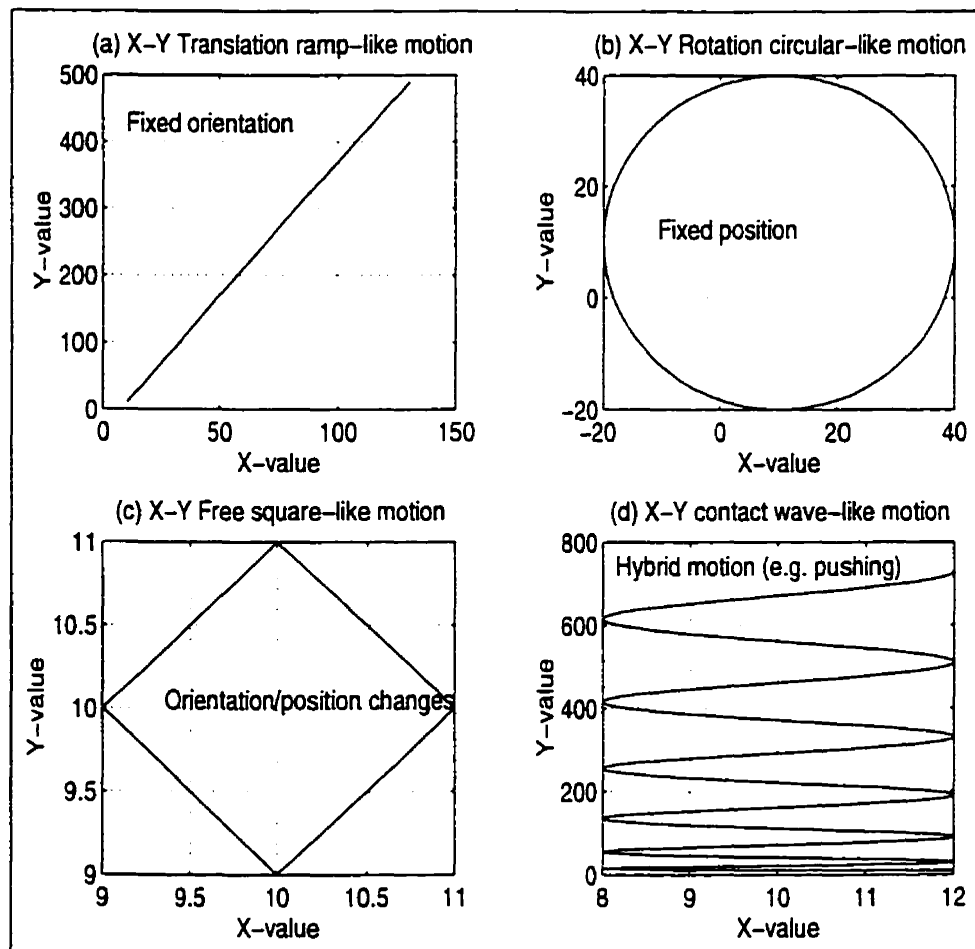 (a) X–Y Translation ramp–like motion
500
400
300
200
100
0
Y–value
Fixed orientation
0 50 100 150
X–value
(b) X–Y Rotation circular–like motion
40
20
0
–20
Y–value
Fixed position
–20 0 20 40
X–value
(c) X–Y Free square–like motion
11
10.5
10
9.5
9
Y–value
Orientation/position changes
9 9.5 10 10.5 11
X–value
(d) X–Y contact wave–like motion
800
600
400
200
0
Y–value
Hybrid motion (e.g. pushing)
8 9 10 11 12
X–value